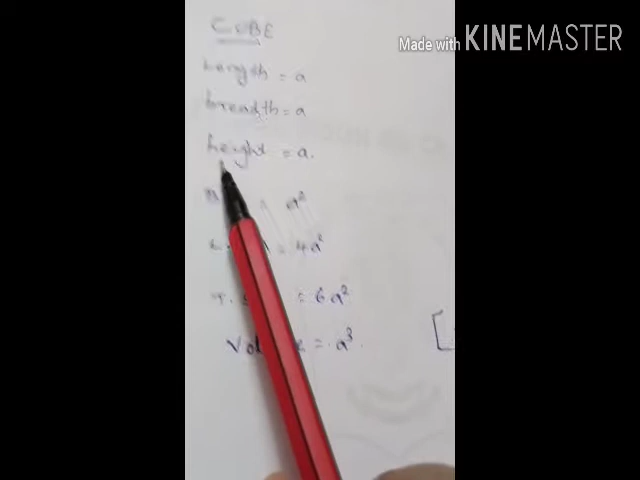 Made with KINEMASTER
CUBE
Length = a
breadth = a
height = a.
a²
= 4a²
= 6a²
= a³.